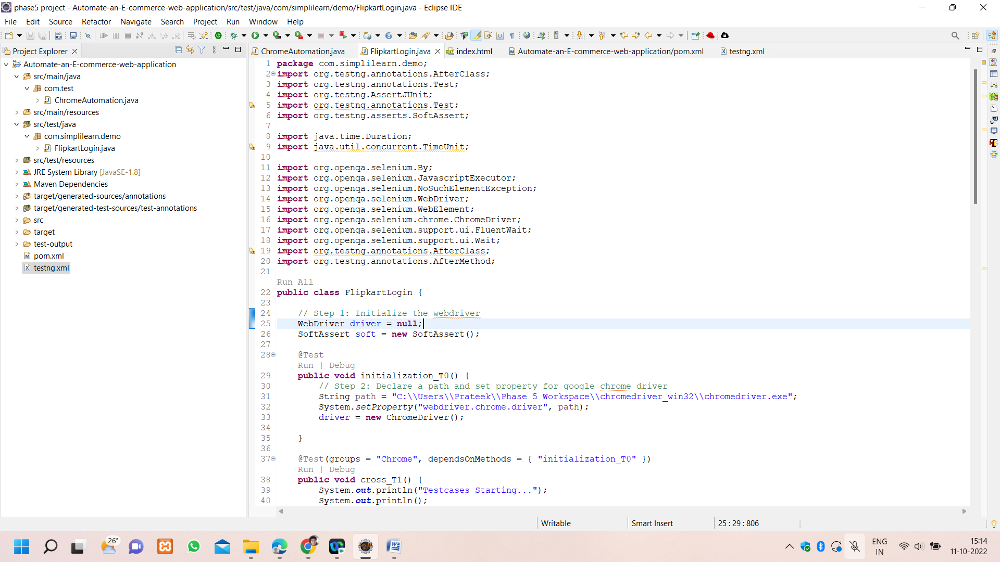 phase5 project - Automate-an-E-commerce-web-application/src/test/java/com/simplilearn/demo/FlipkartLogin.java - Eclipse IDE
File Edit Source Refactor Navigate Search Project Run Window Help
Project Explorer
Automate-an-E-commerce-web-application
src/main/java
com.test
ChromeAutomation.java
src/main/resources
src/test/java
com.simplilearn.demo
FlipkartLogin.java
src/test/resources
JRE System Library [JavaSE-1.8]
Maven Dependencies
target/generated-sources/annotations
target/generated-test-sources/test-annotations
src
target
test-output
pom.xml
testng.xml
ChromeAutomation.java FlipkartLogin.java index.html Automate-an-E-commerce-web-application/pom.xml testng.xml
1 package com.simplilearn.demo;
2 import org.testng.annotations.AfterClass;
3 import org.testng.annotations.Test;
4 import org.testng.AssertJUnit;
5 import org.testng.annotations.Test;
6 import org.testng.asserts.SoftAssert;
7
8 import java.time.Duration;
9 import java.util.concurrent.TimeUnit;
10
11 import org.openqa.selenium.By;
12 import org.openqa.selenium.JavascriptExecutor;
13 import org.openqa.selenium.NoSuchElementException;
14 import org.openqa.selenium.WebDriver;
15 import org.openqa.selenium.WebElement;
16 import org.openqa.selenium.chrome.ChromeDriver;
17 import org.openqa.selenium.support.ui.FluentWait;
18 import org.openqa.selenium.support.ui.Wait;
19 import org.testng.annotations.AfterClass;
20 import org.testng.annotations.AfterMethod;
21
Run All
22 public class FlipkartLogin {
23
24 // Step 1: Initialize the webdriver
25 WebDriver driver = null;
26 SoftAssert soft = new SoftAssert();
27
28 @Test
Run | Debug
29 public void initialization_T0() {
30 // Step 2: Declare a path and set property for google chrome driver
31 String path = "C:\\Users\\Prateek\\Phase 5 Workspace\\chromedriver_win32\\chromedriver.exe";
32 System.setProperty("webdriver.chrome.driver", path);
33 driver = new ChromeDriver();
34
35 }
36
37 @Test(groups = "Chrome", dependsOnMethods = { "initialization_T0" })
Run | Debug
38 public void cross_T1() {
39 System.out.println("Testcases Starting...");
40 System.out.println();
Writable Smart Insert 25 : 29 : 806
26°
ENG
IN
15:14
11-10-2022